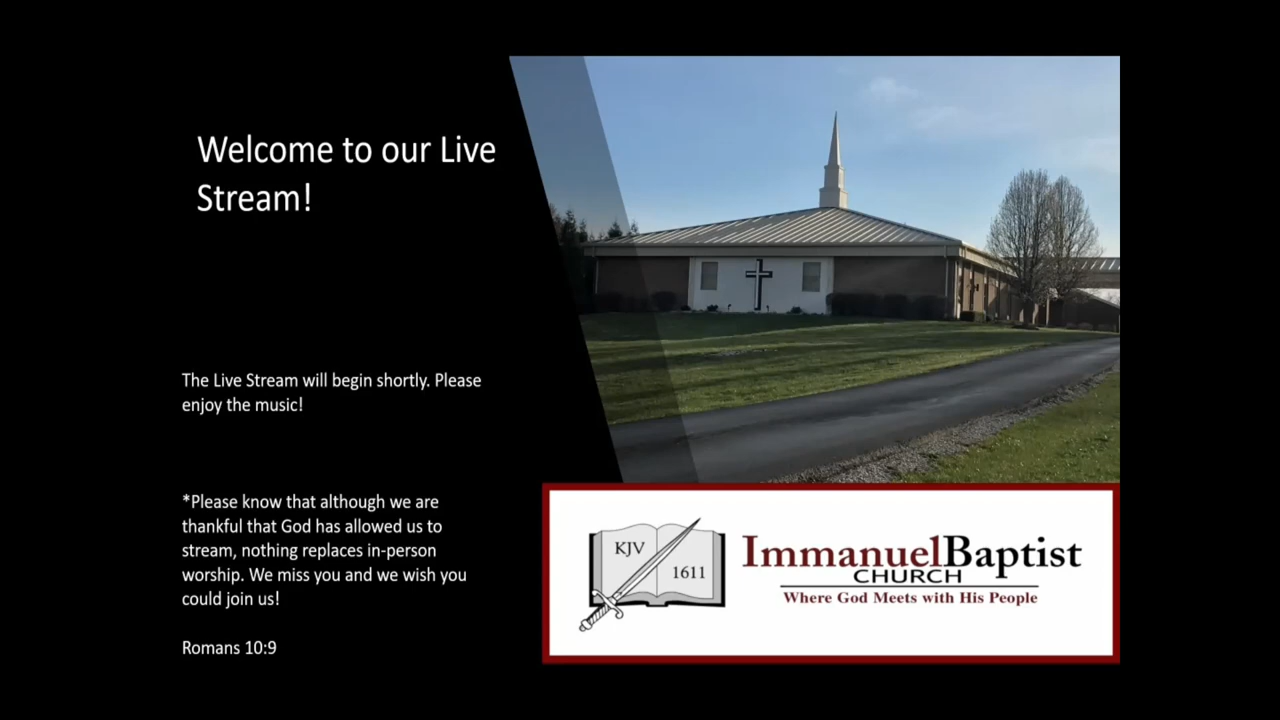 Welcome to our Live
Stream!
The Live Stream will begin shortly. Please
enjoy the music!
*Please know that although we are
thankful that God has allowed us to
stream, nothing replaces in-person
worship. We miss you and we wish you
could join us!
Romans 10:9
KJV
1611
ImmanuelBaptist
CHURCH
Where God Meets with His People